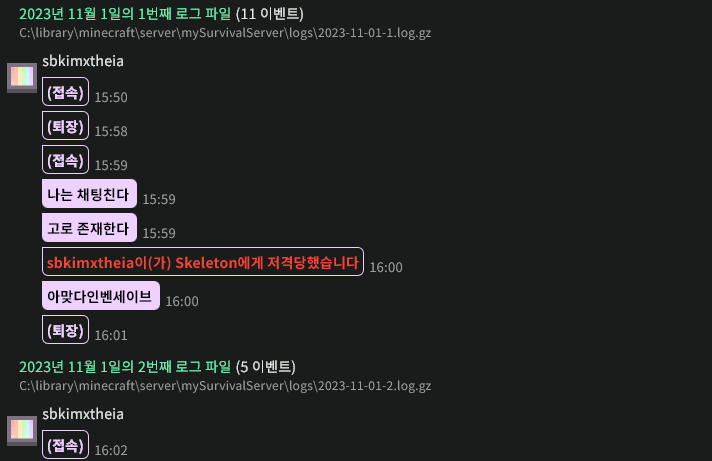 2023년 11월 1일의 1번째 로그 파일 (11 이벤트)
C:\library\minecraft\server\mySurvivalServer\logs\2023-11-01-1.log.gz
sbkimxtheia
(접속) 15:50
(퇴장) 15:58
(접속) 15:59
나는 채팅친다 15:59
고로 존재한다 15:59
sbkimxtheia이(가) Skeleton에게 저격당했습니다 16:00
아맞다인벤세이브 16:00
(퇴장) 16:01
2023년 11월 1일의 2번째 로그 파일 (5 이벤트)
C:\library\minecraft\server\mySurvivalServer\logs\2023-11-01-2.log.gz
sbkimxtheia
(접속) 16:02